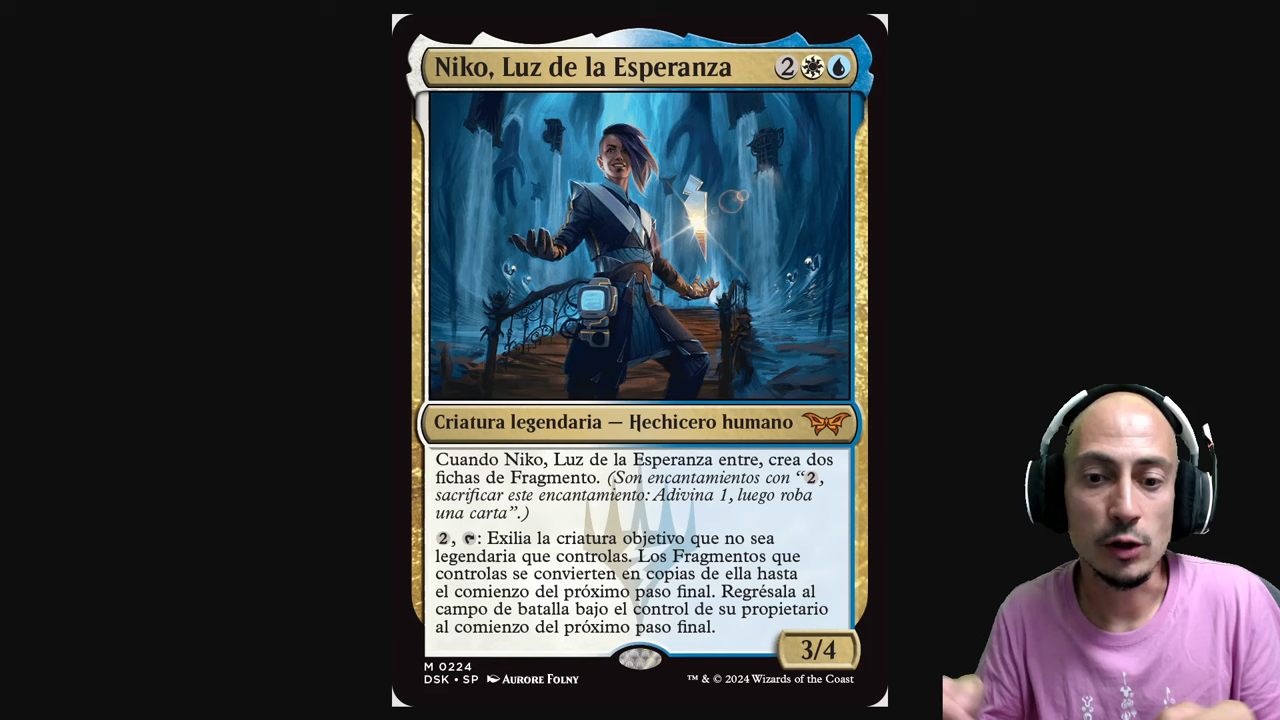 Niko, Luz de la Esperanza 2
Criatura legendaria — Hechicero humano
Cuando Niko, Luz de la Esperanza entre, crea dos
fichas de Fragmento. (Son encantamientos con “2,
sacrificar este encantamiento: Adivina 1, luego roba
una carta”.)
2, : Exilia la criatura objetivo que no sea
legendaria que controlas. Los Fragmentos que
controlas se convierten en copias de ella hasta
el comienzo del próximo paso final. Regrésala al
campo de batalla bajo el control de su propietario
al comienzo del próximo paso final.
3/4
M 0224
DSK • SP Aurore Folny
™ & © 2024 Wizards of the Coast